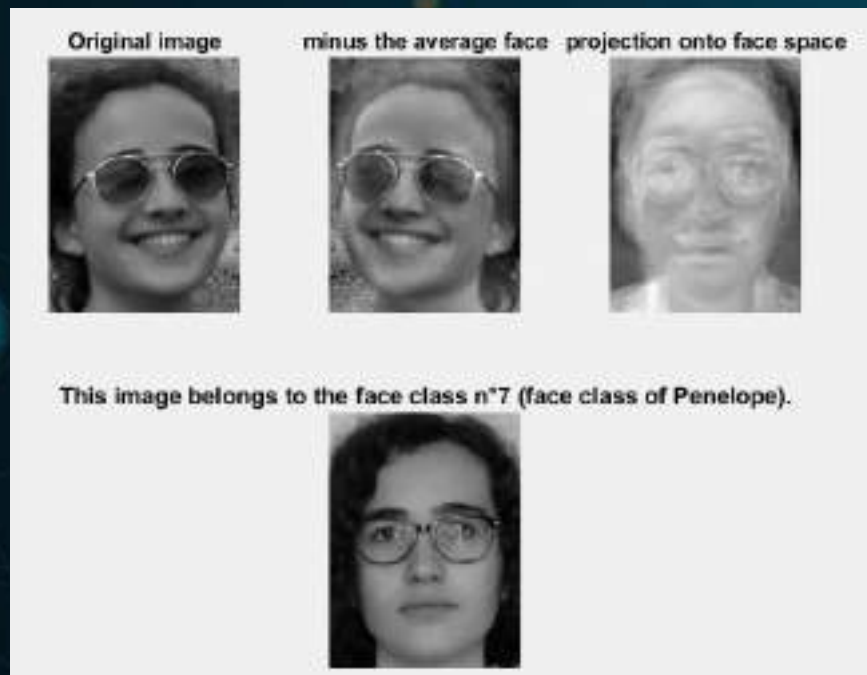 Original image
minus the average face
projection onto face space
This image belongs to the face class n°7 (face class of Penelope).